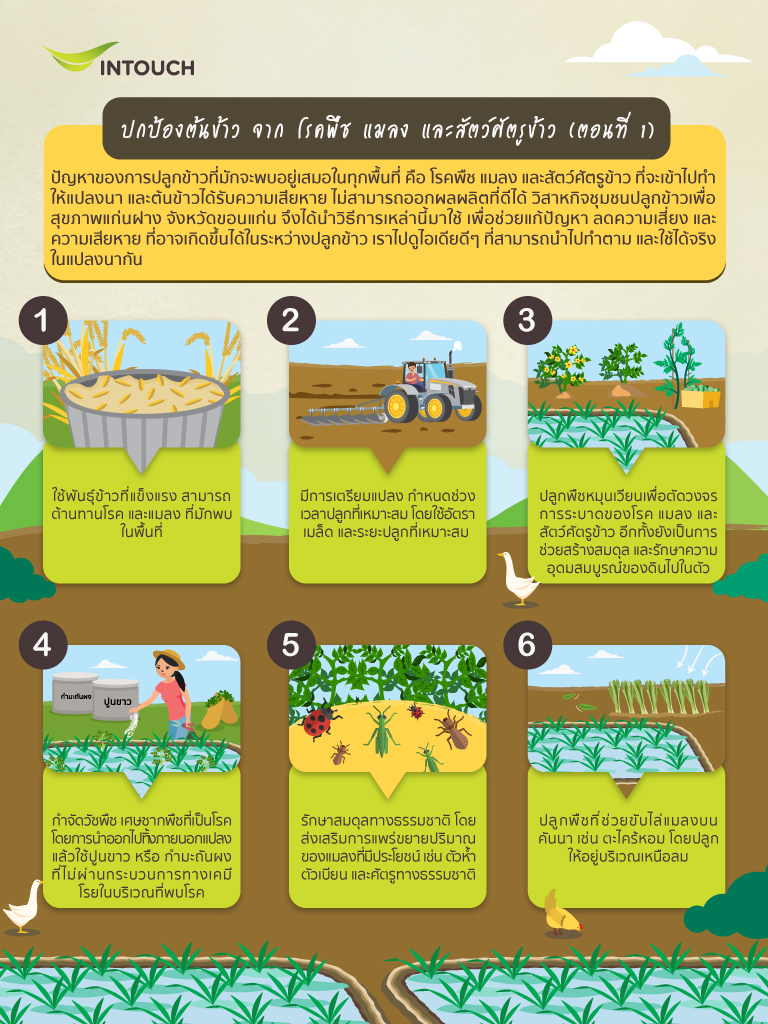 INTOUCH
ปกป้องต้นข้าว จาก โรคพืช แมลง และสัตว์ศัตรูข้าว (ตอนที่ 1)
ปัญหาของการปลูกข้าวที่มักจะพบอยู่เสมอในทุกพื้นที่ คือ โรคพืช แมลง และสัตว์ศัตรูข้าว ที่จะเข้าไปทำ
ให้แปลงนา และต้นข้าวได้รับความเสียหาย ไม่สามารถออกผลผลิตที่ดีได้ วิสาหกิจชุมชนปลูกข้าวเพื่อ
สุขภาพแก่นฝาง จังหวัดขอนแก่น จึงได้นำวิธีการเหล่านี้มาใช้ เพื่อช่วยแก้ปัญหา ลดความเสี่ยง และ
ความเสียหาย ที่อาจเกิดขึ้นได้ในระหว่างปลูกข้าว เราไปดูไอเดียดีๆ ที่สามารถนำไปทำตาม และใช้ได้จริง
ในแปลงนากัน
1
ใช้พันธุ์ข้าวที่แข็งแรง สามารถ
ต้านทานโรค และแมลง ที่มักพบ
ในพื้นที่
2
มีการเตรียมแปลง กำหนดช่วง
เวลาปลูกที่เหมาะสม โดยใช้อัตรา
เมล็ด และระยะปลูกที่เหมาะสม
3
ปลูกพืชหมุนเวียนเพื่อตัดวงจร
การระบาดของโรค แมลง และ
สัตว์ศัตรูข้าว อีกทั้งยังเป็นการ
ช่วยสร้างสมดุล และรักษาความ
อุดมสมบูรณ์ของดินไปในตัว
4
กำมะถันผง
ปูนขาว
กำจัดวัชพืช เศษซากพืชที่เป็นโรค
โดยการนำออกไปทิ้งภายนอกแปลง
แล้วใช้ปูนขาว หรือ กำมะถันผง
ที่ไม่ผ่านกระบวนการทางเคมี
โรยในบริเวณที่พบโรค
5
รักษาสมดุลทางธรรมชาติ โดย
ส่งเสริมการแพร่ขยายปริมาณ
ของแมลงที่มีประโยชน์ เช่น ตัวห้ำ
ตัวเบียน และศัตรูทางธรรมชาติ
6
ปลูกพืชที่ช่วยขับไล่แมลงบน
คันนา เช่น ตะไคร้หอม โดยปลูก
ให้อยู่บริเวณเหนือลม